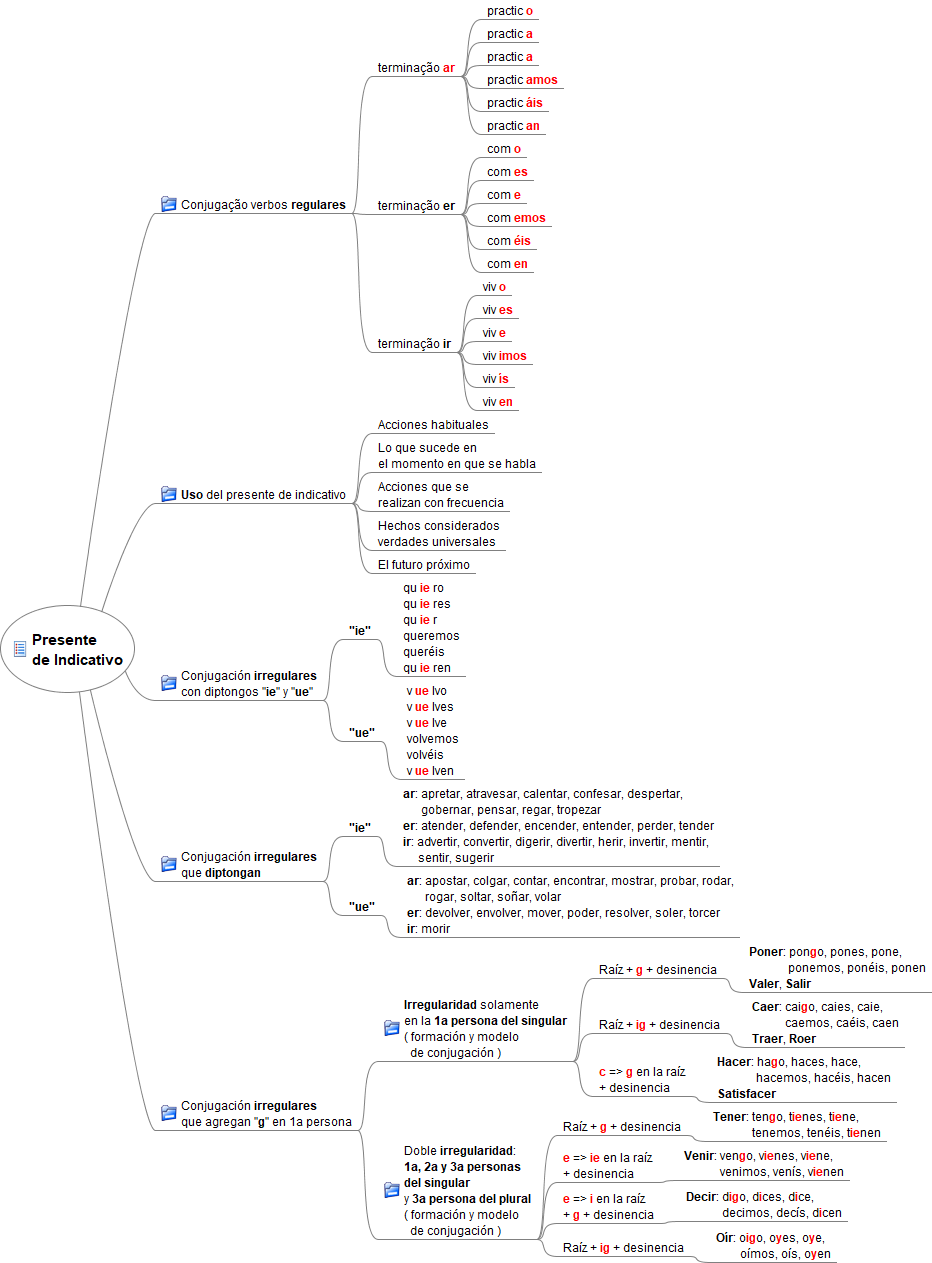 Presente
de Indicativo
Conjugação verbos regulares
terminação ar
practic o
practic a
practic a
practic amos
practic áis
practic an
terminação er
com o
com es
com e
com emos
com éis
com en
terminação ir
viv o
viv es
viv e
viv imos
viv ís
viv en
Uso del presente de indicativo
Acciones habituales
Lo que sucede en
el momento en que se habla
Acciones que se
realizan con frecuencia
Hechos considerados
verdades universales
El futuro próximo
Conjugación irregulares
con diptongos "ie" y "ue"
"ie"
qu ie ro
qu ie res
qu ie r
queremos
queréis
qu ie ren
"ue"
v ue lvo
v ue lves
v ue lve
volvemos
volvéis
v ue lven
Conjugación irregulares
que diptongan
"ie"
ar: apretar, atravesar, calentar, confesar, despertar,
gobernar, pensar, regar, tropezar
er: atender, defender, encender, entender, perder, tender
ir: advertir, convertir, digerir, divertir, herir, invertir, mentir,
sentir, sugerir
"ue"
ar: apostar, colgar, contar, encontrar, mostrar, probar, rodar,
rogar, soltar, soñar, volar
er: devolver, envolver, mover, poder, resolver, soler, torcer
ir: morir
Conjugación irregulares
que agregan "g" en 1a persona
Irregularidad solamente
en la 1a persona del singular
( formación y modelo
de conjugación )
Raíz + g + desinencia
Poner: pongo, pones, pone,
ponemos, ponéis, ponen
Valer, Salir
Raíz + ig + desinencia
Caer: caigo, caies, caie,
caemos, caéis, caen
Traer, Roer
c => g en la raíz
+ desinencia
Hacer: hago, haces, hace,
hacemos, hacéis, hacen
Satisfacer
Doble irregularidad:
1a, 2a y 3a personas
del singular
y 3a persona del plural
( formación y modelo
de conjugación )
Raíz + g + desinencia
Tener: tengo, tienes, tiene,
tenemos, tenéis, tienen
e => ie en la raíz
+ desinencia
Venir: vengo, vienes, viene,
venimos, venís, vienen
e => i en la raíz
+ g + desinencia
Decir: digo, dices, dice,
decimos, decís, dicen
Raíz + ig + desinencia
Oír: oigo, oyes, oye,
oímos, oís, oyen